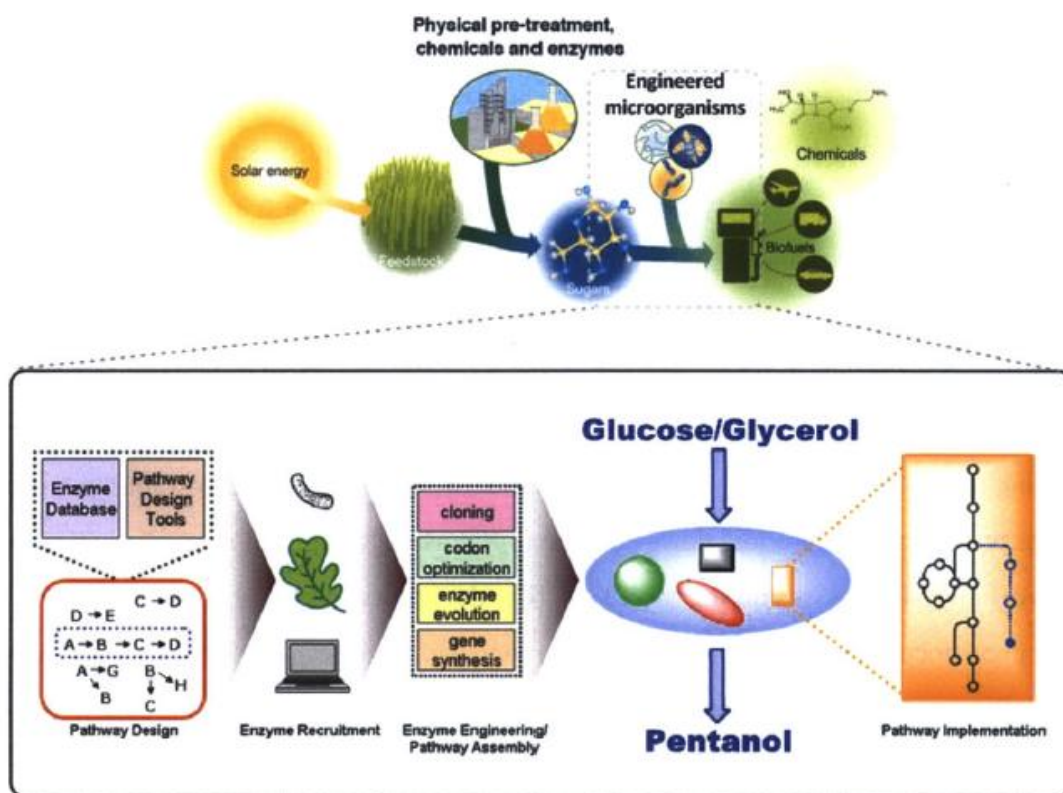 Physical pre-treatment,
chemicals and enzymes
Engineered
microorganisms
Chemicals
Solar energy
Feedstock
Sugars
Biofuels
Glucose/Glycerol
Enzyme
Database
Pathway
Design
Tools
cloning
codon
optimization
enzyme
evolution
gene
synthesis
C → D
D → E
A → B → C → D
A → G
B
B
H
C
Pathway Design
Enzyme Recruitment
Enzyme Engineering/
Pathway Assembly
Pentanol
Pathway Implementation